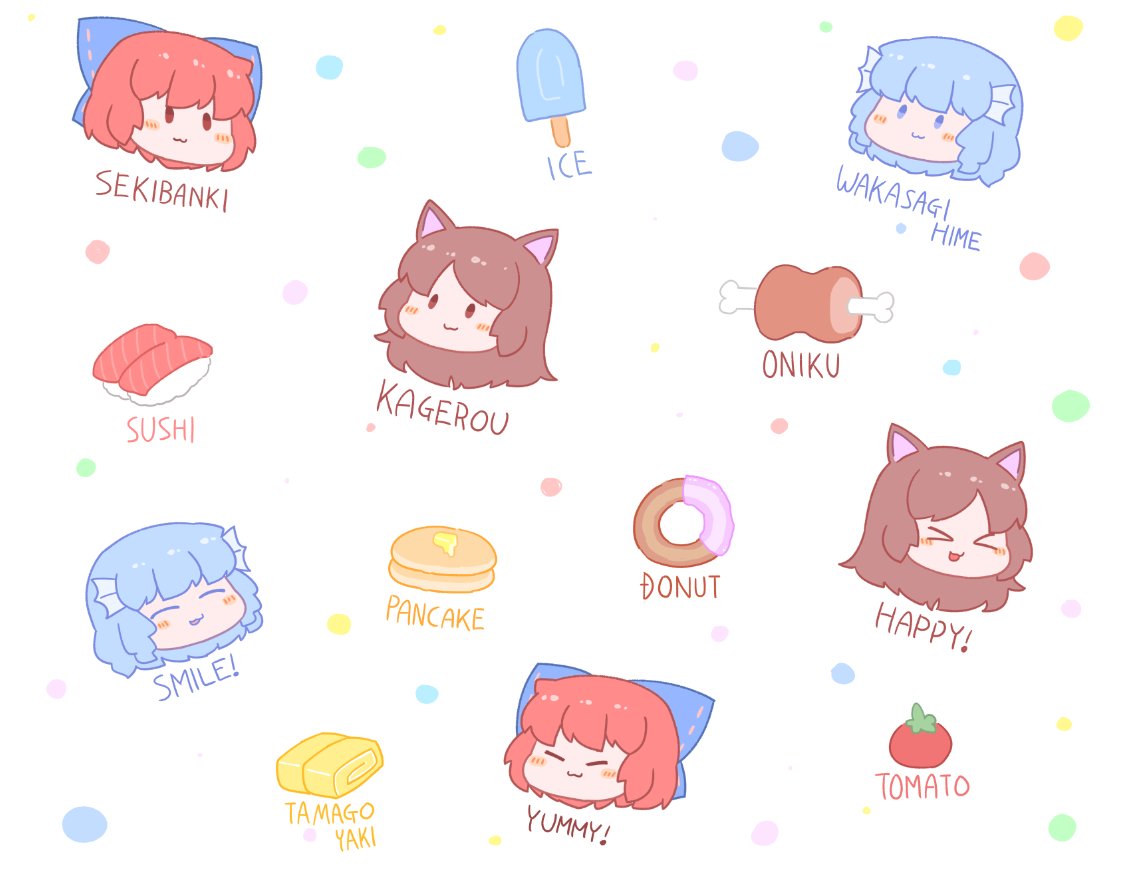 SEKIBANKI
ICE
WAKASAGI
HIME
KAGEROU
ONIKU
SUSHI
PANCAKE
ĐONUT
HAPPY!
SMILE!
TAMAGO
YAKI
YUMMY!
TOMATO